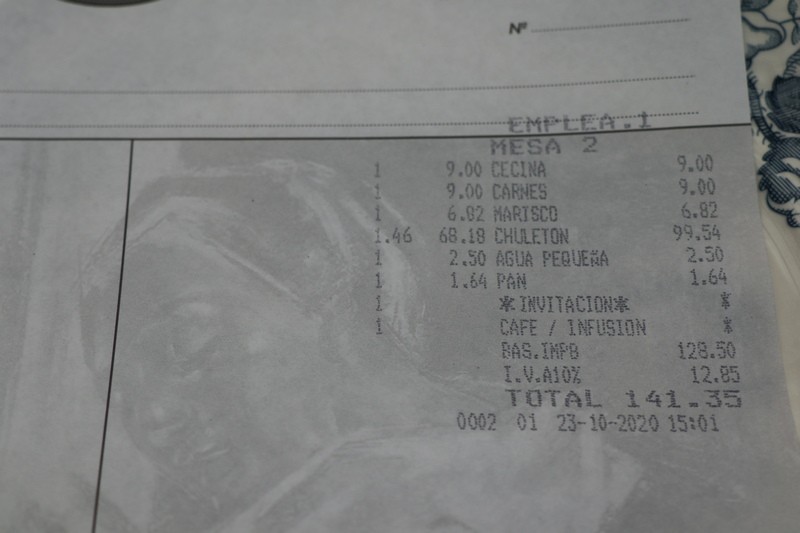 Nº
EMPLEA.1
MESA 2
1 9.00 CECINA 9.00
1 9.00 CARNES 9.00
1 6.82 MARISCO 6.82
1.46 68.18 CHULETON 99.54
1 2.50 AGUA PEQUEÑA 2.50
1 1.64 PAN 1.64
1 *INVITACION* *
1 CAFE / INFUSION *
BAS.IMPB 128.50
I.V.A10% 12.85
TOTAL 141.35
0002 01 23-10-2020 15:01